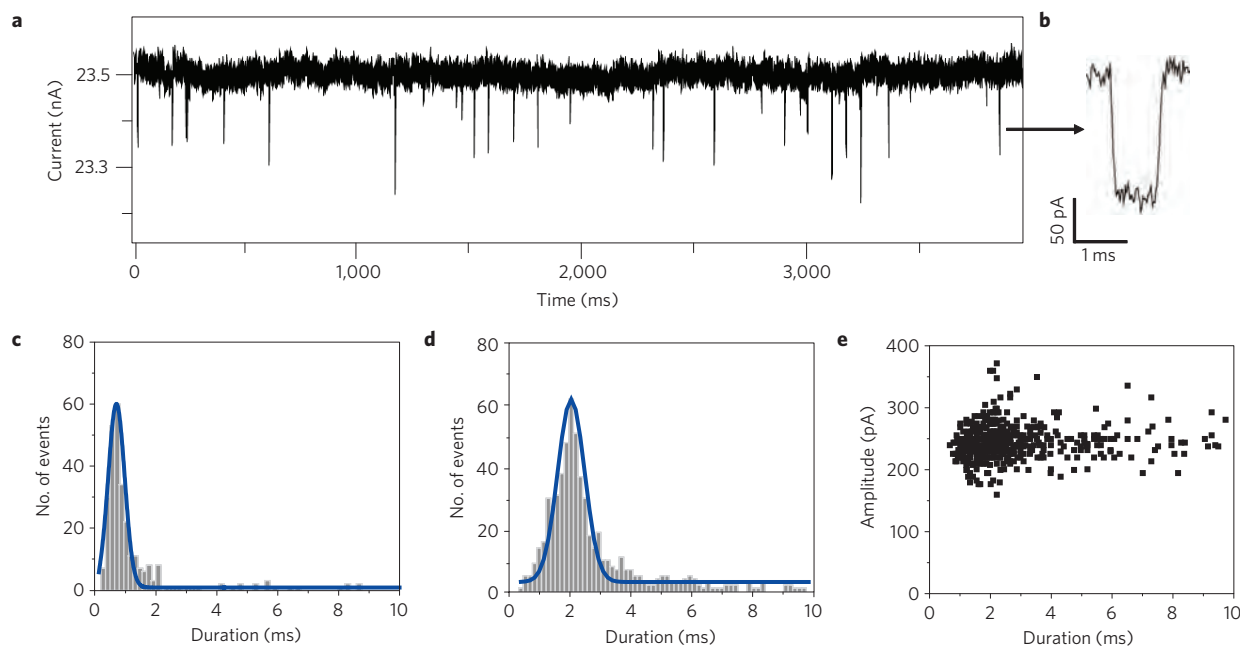 a
b
Current (nA)
23.5
23.3
0
1,000
2,000
3,000
Time (ms)
50 pA
1 ms
c
No. of events
80
60
40
20
0
0 2 4 6 8 10
Duration (ms)
d
No. of events
80
60
40
20
0
0 2 4 6 8 10
Duration (ms)
e
Amplitude (pA)
400
300
200
100
0
0 2 4 6 8 10
Duration (ms)